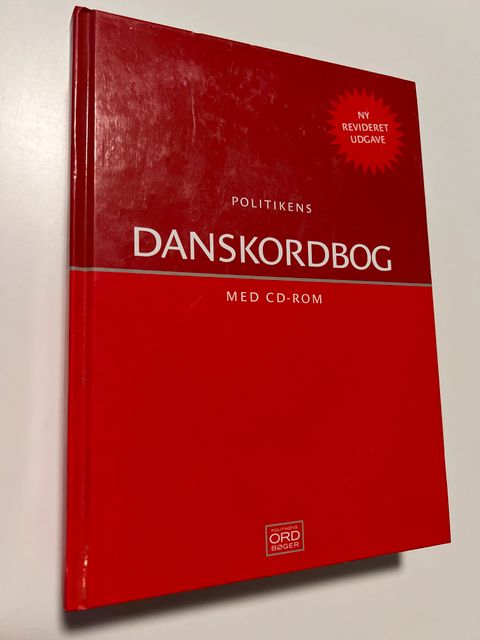 NY
REVIDERET
UDGAVE
POLITIKENS
DANSKORDBOG
MED CD-ROM
POLITIKENS
ORD
BØGER